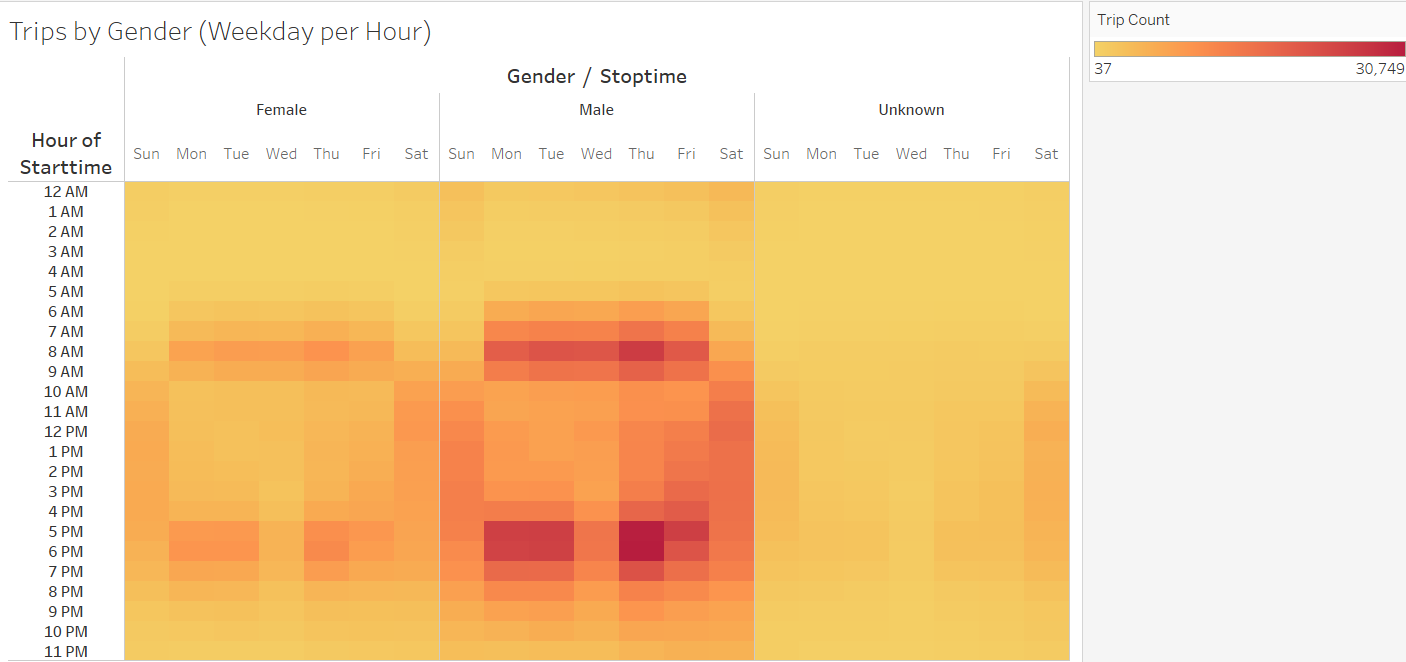 Trips by Gender (Weekday per Hour)
Trip Count
37 30,749
Gender / Stoptime
Female Male Unknown
Hour of
Starttime
Sun Mon Tue Wed Thu Fri Sat Sun Mon Tue Wed Thu Fri Sat Sun Mon Tue Wed Thu Fri Sat
12 AM
1 AM
2 AM
3 AM
4 AM
5 AM
6 AM
7 AM
8 AM
9 AM
10 AM
11 AM
12 PM
1 PM
2 PM
3 PM
4 PM
5 PM
6 PM
7 PM
8 PM
9 PM
10 PM
11 PM